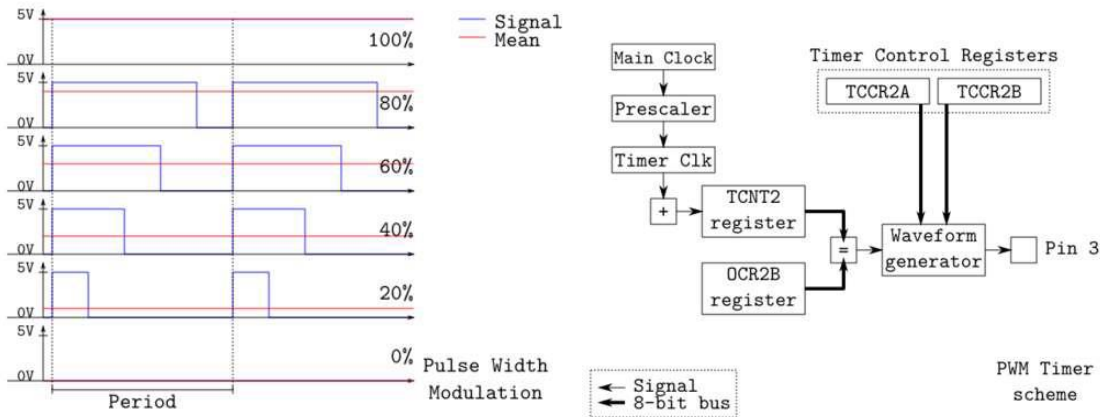 5V
0V
100%
5V
0V
80%
5V
0V
60%
5V
0V
40%
5V
0V
20%
5V
0V
0%
Period
Signal
Mean
Pulse Width
Modulation
Main Clock
Prescaler
Timer Clk
+
TCNT2
register
OCR2B
register
=
Timer Control Registers
TCCR2A
TCCR2B
Waveform
generator
Pin 3
Signal
8-bit bus
PWM Timer
scheme